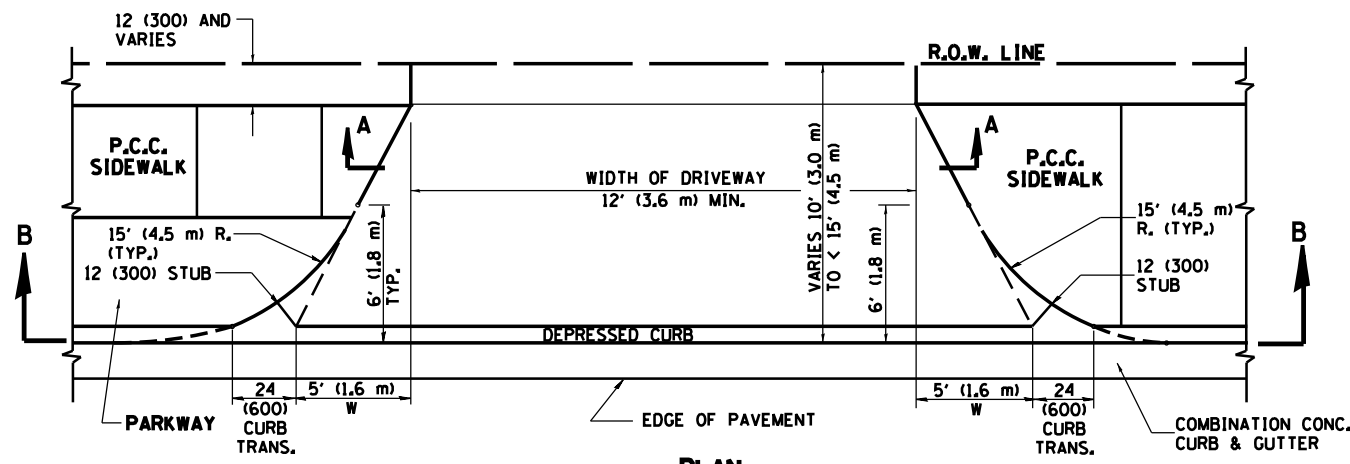 12 (300) AND
VARIES
R.O.W. LINE
A
A
P.C.C.
SIDEWALK
P.C.C.
SIDEWALK
WIDTH OF DRIVEWAY
12' (3.6 m) MIN.
VARIES 10' (3.0 m)
TO < 15' (4.5 m)
B
B
15' (4.5 m) R.
(TYP.)
12 (300) STUB
6' (1.8 m)
TYP.
6' (1.8 m)
15' (4.5 m)
R. (TYP.)
12 (300)
STUB
DEPRESSED CURB
24
(600)
CURB
TRANS.
5' (1.6 m)
W
5' (1.6 m)
W
24
(600)
CURB
TRANS.
PARKWAY
EDGE OF PAVEMENT
COMBINATION CONC.
CURB & GUTTER
PLAN